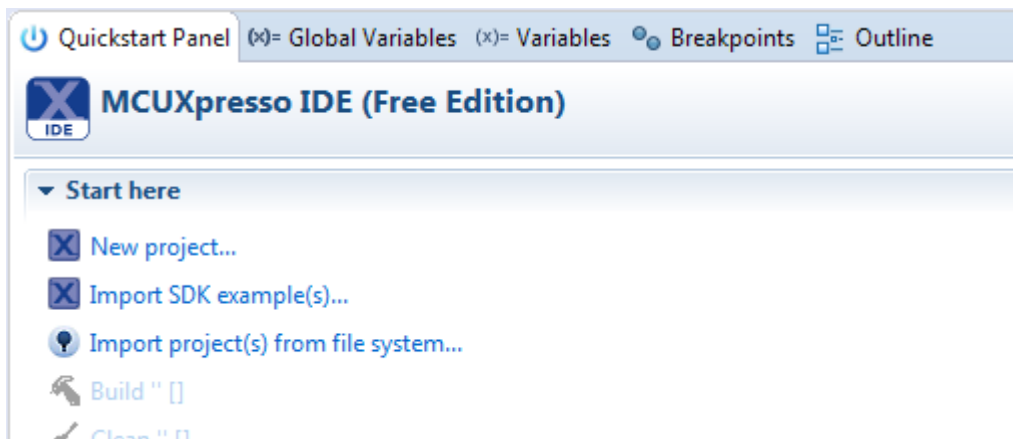 Quickstart Panel (x)= Global Variables (x)= Variables Breakpoints Outline
MCUXpresso IDE (Free Edition)
IDE
Start here
New project...
Import SDK example(s)...
Import project(s) from file system...
Build '' []
Clean '' []